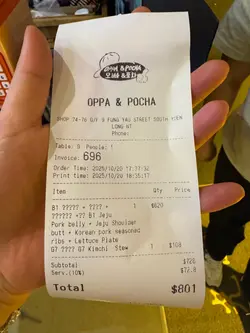 OPPA & POCHA
오빠 &포차
OPPA & POCHA
SHOP 74-76 G/F 9 FUNG YAU STREET SOUTH YUEN
LONG NT
Phone:
Table: 9 People: 1
Invoice: 696
Order Time: 2025/10/20 17:17:32
Print time: 2025/10/20 18:35:17
Item Qty Price
B1 ????? + ???? + 1 $620
?????? +?? B1 Jeju
Pork belly + Jeju Shoulder
butt + Korean pork seasoned
ribs + Lettuce Plate
G7 ???? G7 Kimchi Stew 1 $108
Subtotal $728
Serv.(10%) $72.8
Total $801